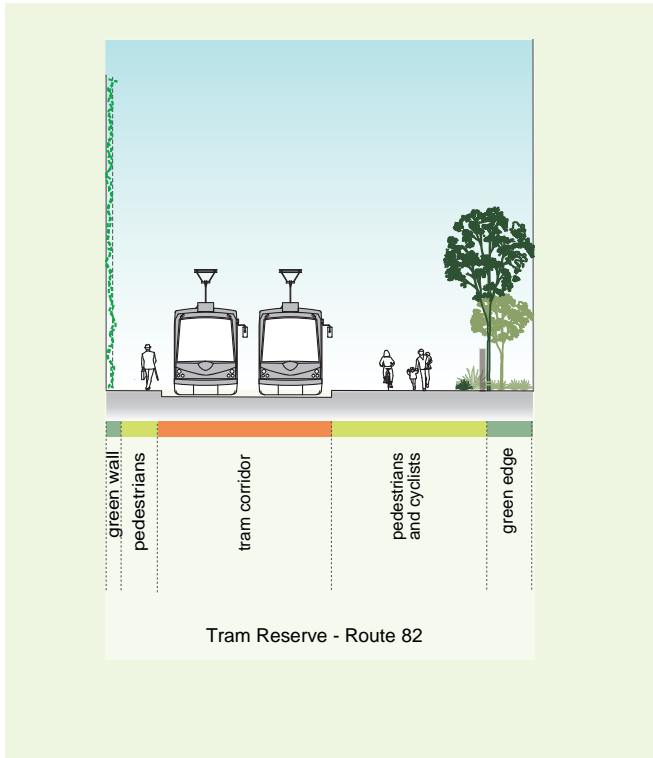 green wall
pedestrians
tram corridor
pedestrians
and cyclists
green edge
Tram Reserve - Route 82